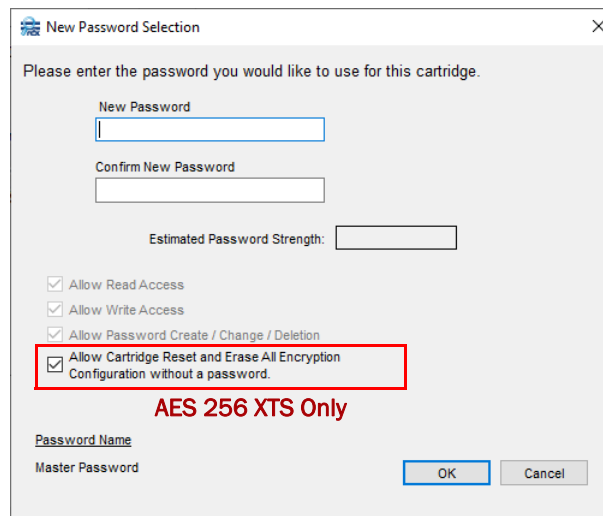 New Password Selection
Please enter the password you would like to use for this cartridge.
New Password
Confirm New Password
Estimated Password Strength:
Allow Read Access
Allow Write Access
Allow Password Create / Change / Deletion
Allow Cartridge Reset and Erase All Encryption
Configuration without a password.
AES 256 XTS Only
Password Name
Master Password
OK
Cancel